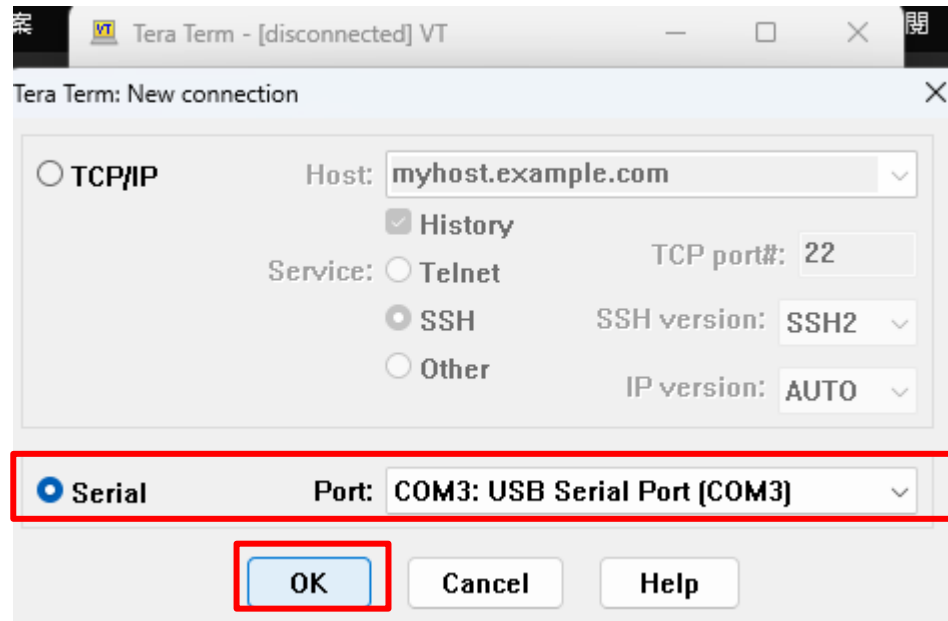 案
VT Tera Term - [disconnected] VT
閱
Tera Term: New connection
TCP/IP Host: myhost.example.com
History
TCP port#: 22
Service: Telnet
SSH SSH version: SSH2
Other
IP version: AUTO
Serial Port: COM3: USB Serial Port (COM3)
OK Cancel Help